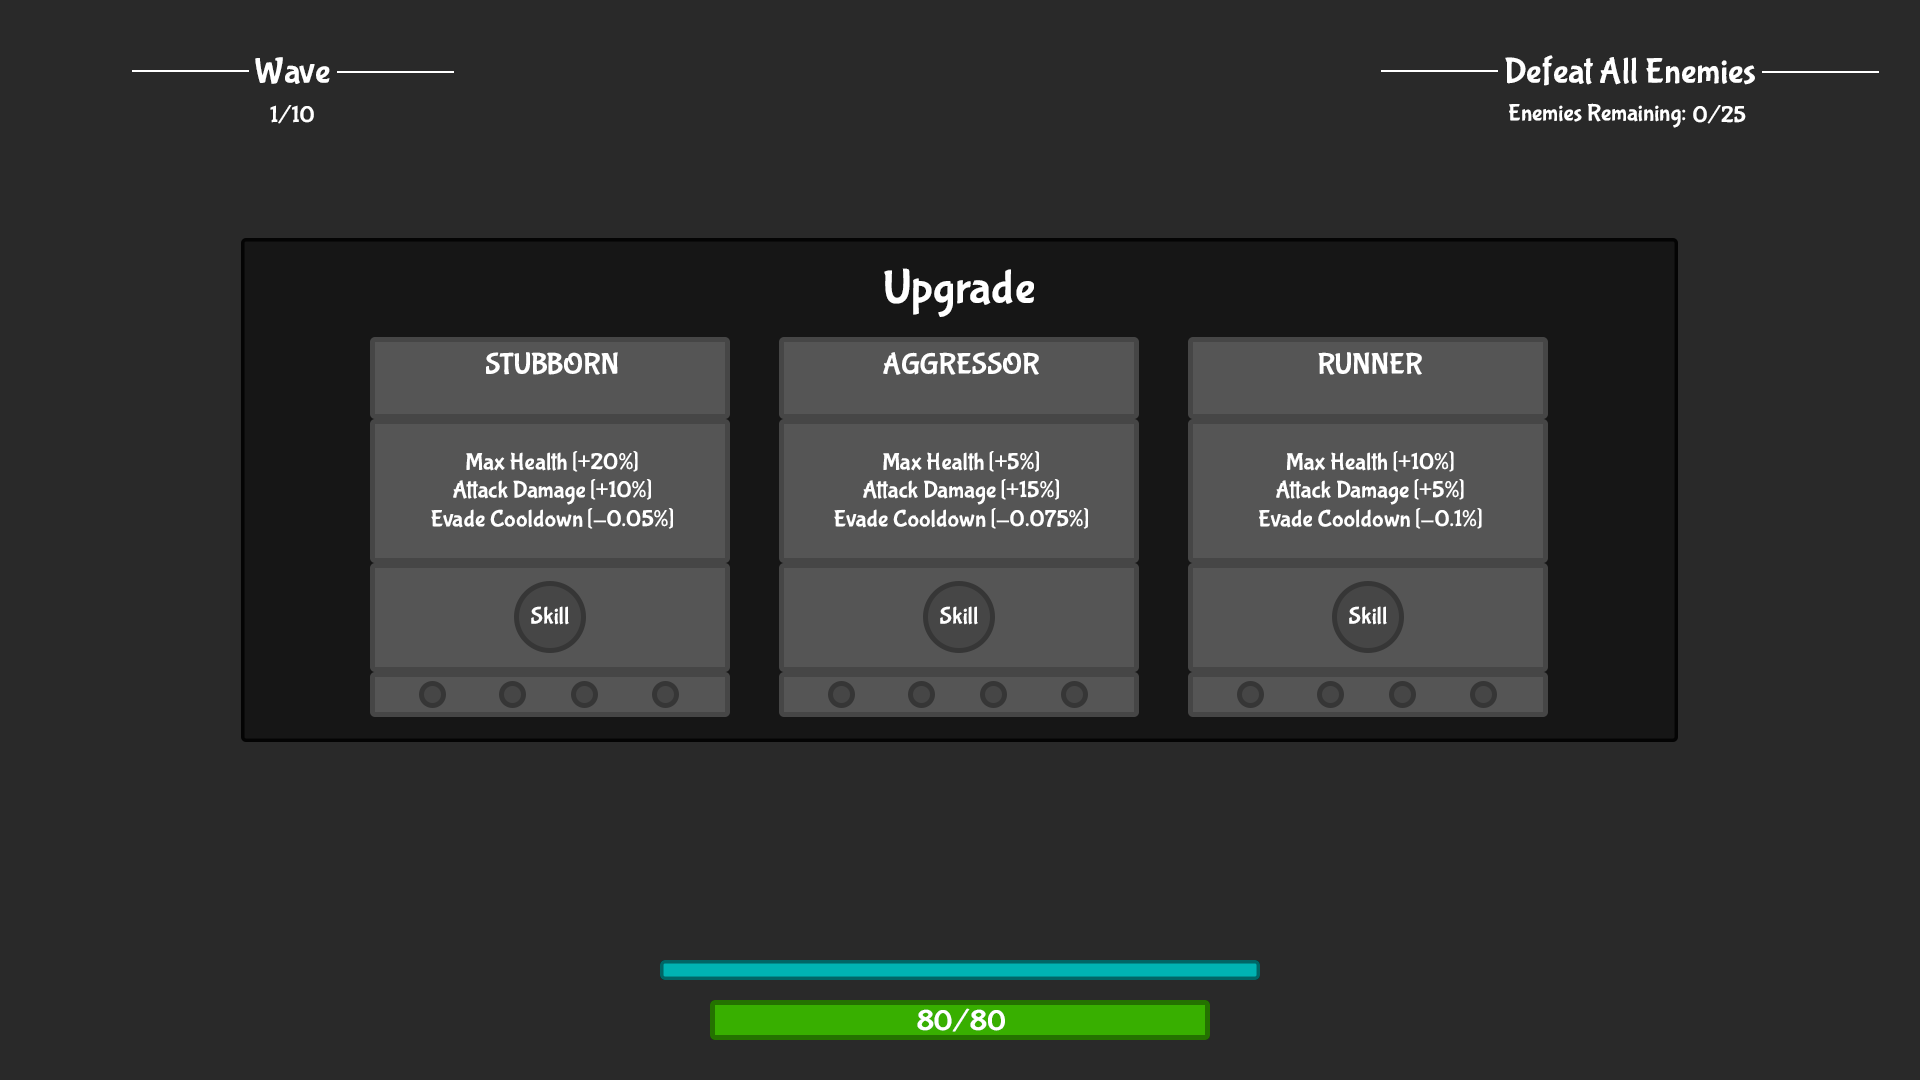 Wave
1/10
Defeat All Enemies
Enemies Remaining: 0/25
Upgrade
STUBBORN
Max Health (+20%)
Attack Damage (+10%)
Evade Cooldown (-0.05%)
Skill
AGGRESSOR
Max Health (+5%)
Attack Damage (+15%)
Evade Cooldown (-0.075%)
Skill
RUNNER
Max Health (+10%)
Attack Damage (+5%)
Evade Cooldown (-0.1%)
Skill
80/80